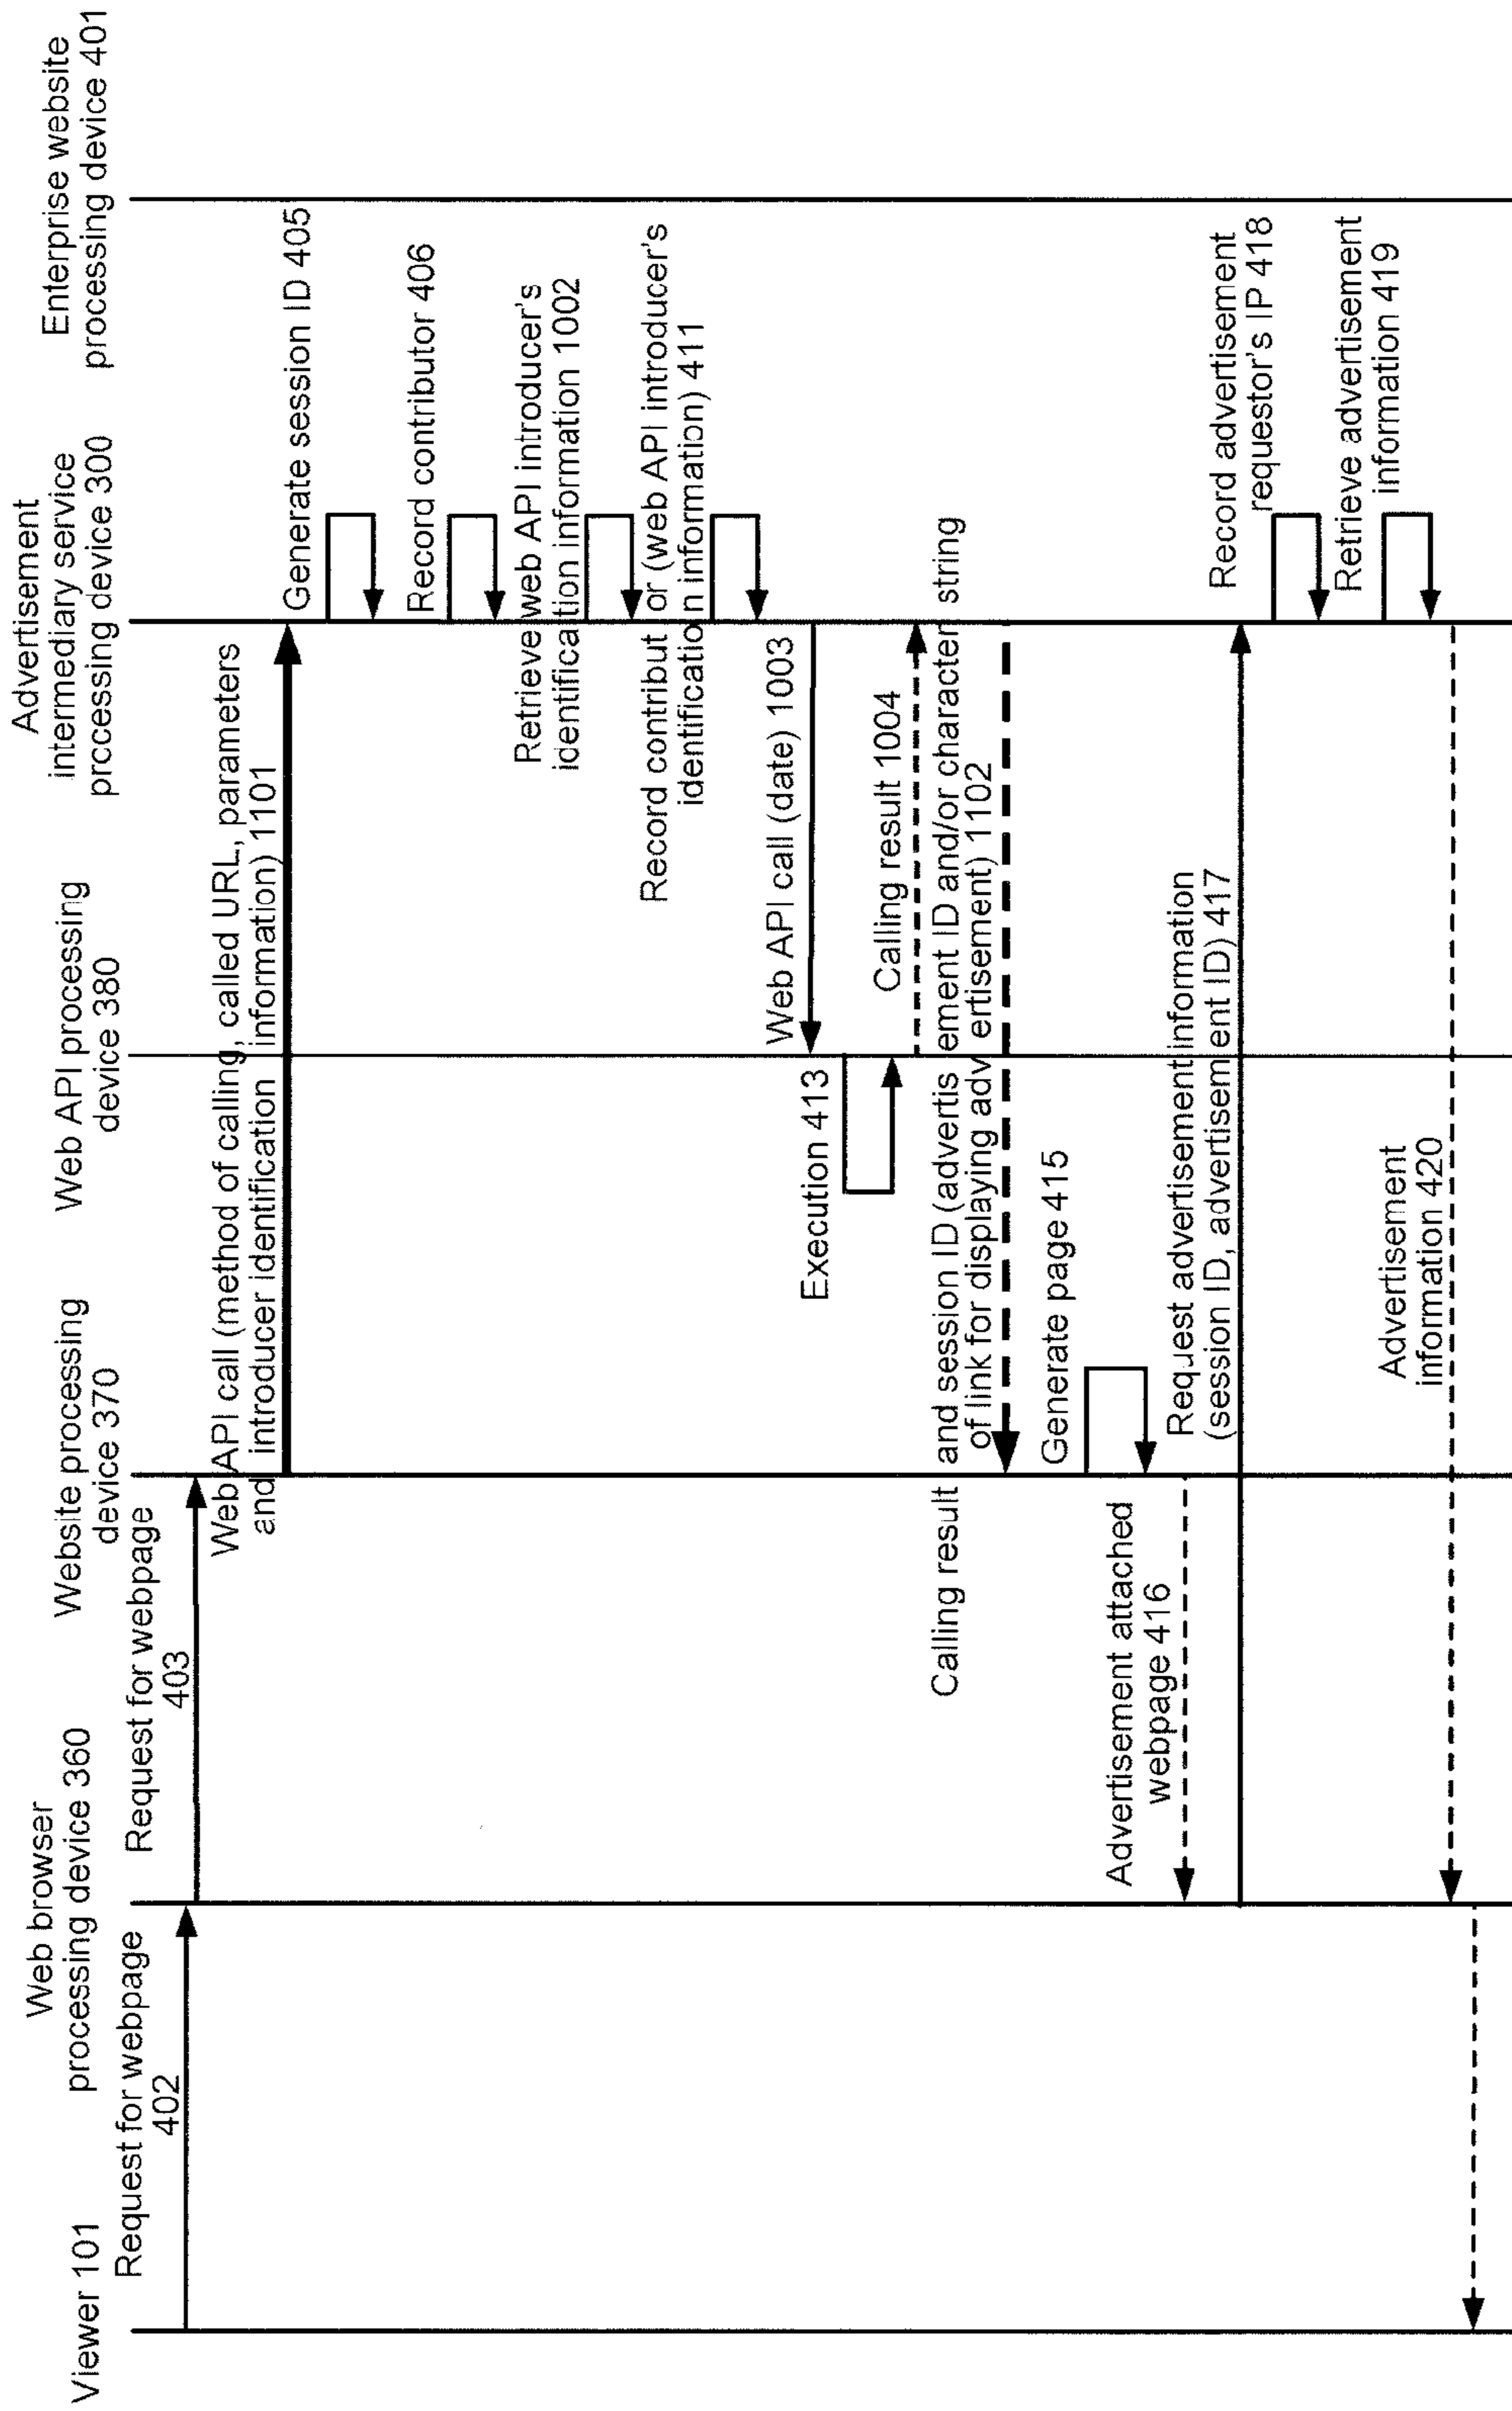 Viewer 101
Web browser
processing device 360
Website processing
device 370
Web API processing
device 380
Advertisement
intermediary service
processing device 300
Enterprise website
processing device 401
Request for webpage
402
Request for webpage
403
Web API call (method of calling, called URL, parameters
and introducer identification information) 1101
Generate session ID 405
Record contributor 406
Retrieve web API introducer's
identification information 1002
Record contributor (web API introducer's
identification information) 411
Web API call (date) 1003
Execution 413
Calling result 1004
Calling result and session ID (advertisement ID and/or character string
of link for displaying advertisement) 1102
Generate page 415
Advertisement attached
webpage 416
Request advertisement information
(session ID, advertisement ID) 417
Record advertisement
requestor's IP 418
Retrieve advertisement
information 419
Advertisement
information 420